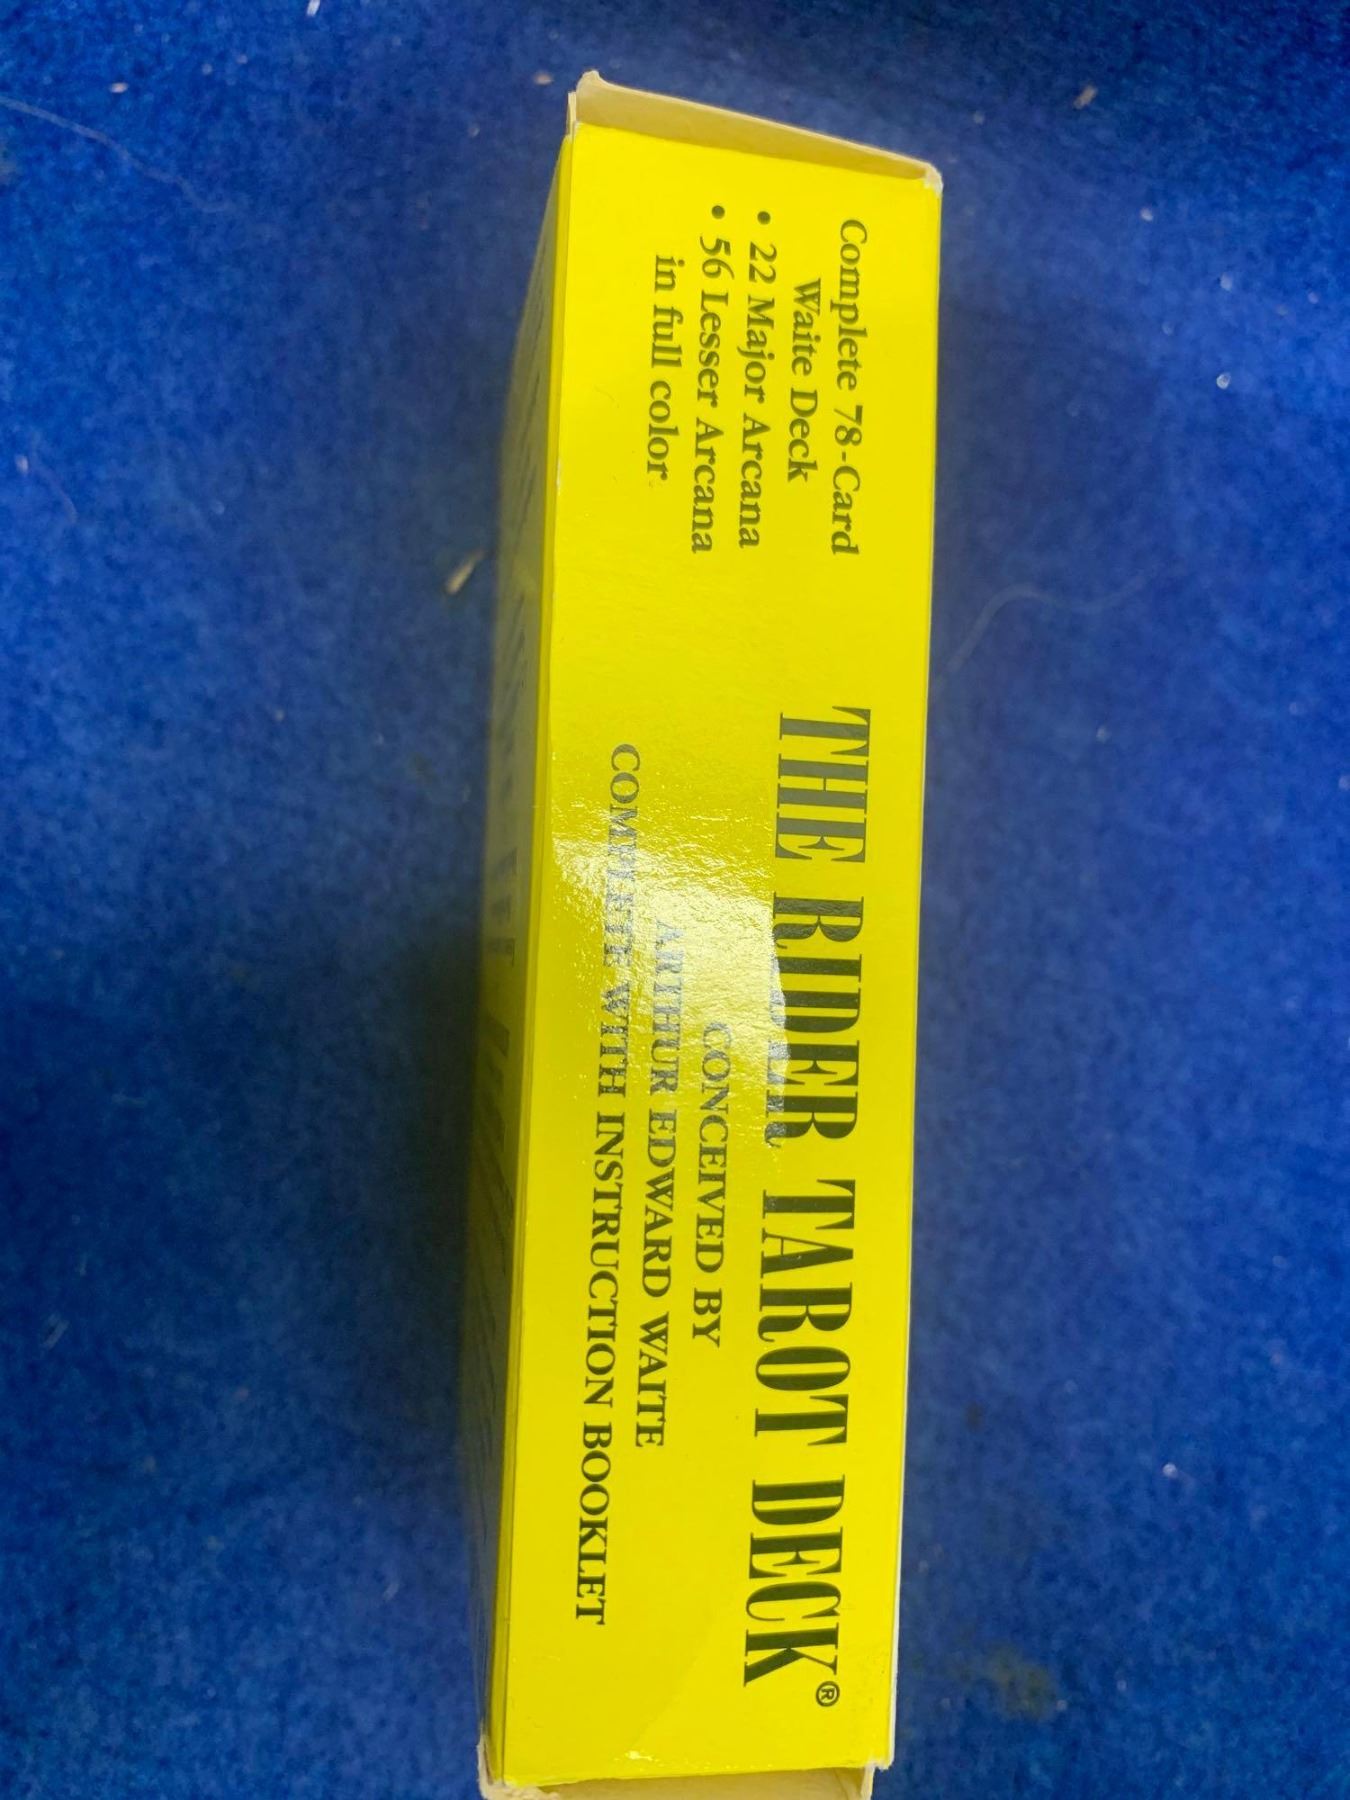 Complete 78-Card
Waite Deck
• 22 Major Arcana
• 56 Lesser Arcana
in full color
THE RIDER TAROT DECK®
CONCEIVED BY
ARTHUR EDWARD WAITE
COMPLETE WITH INSTRUCTION BOOKLET